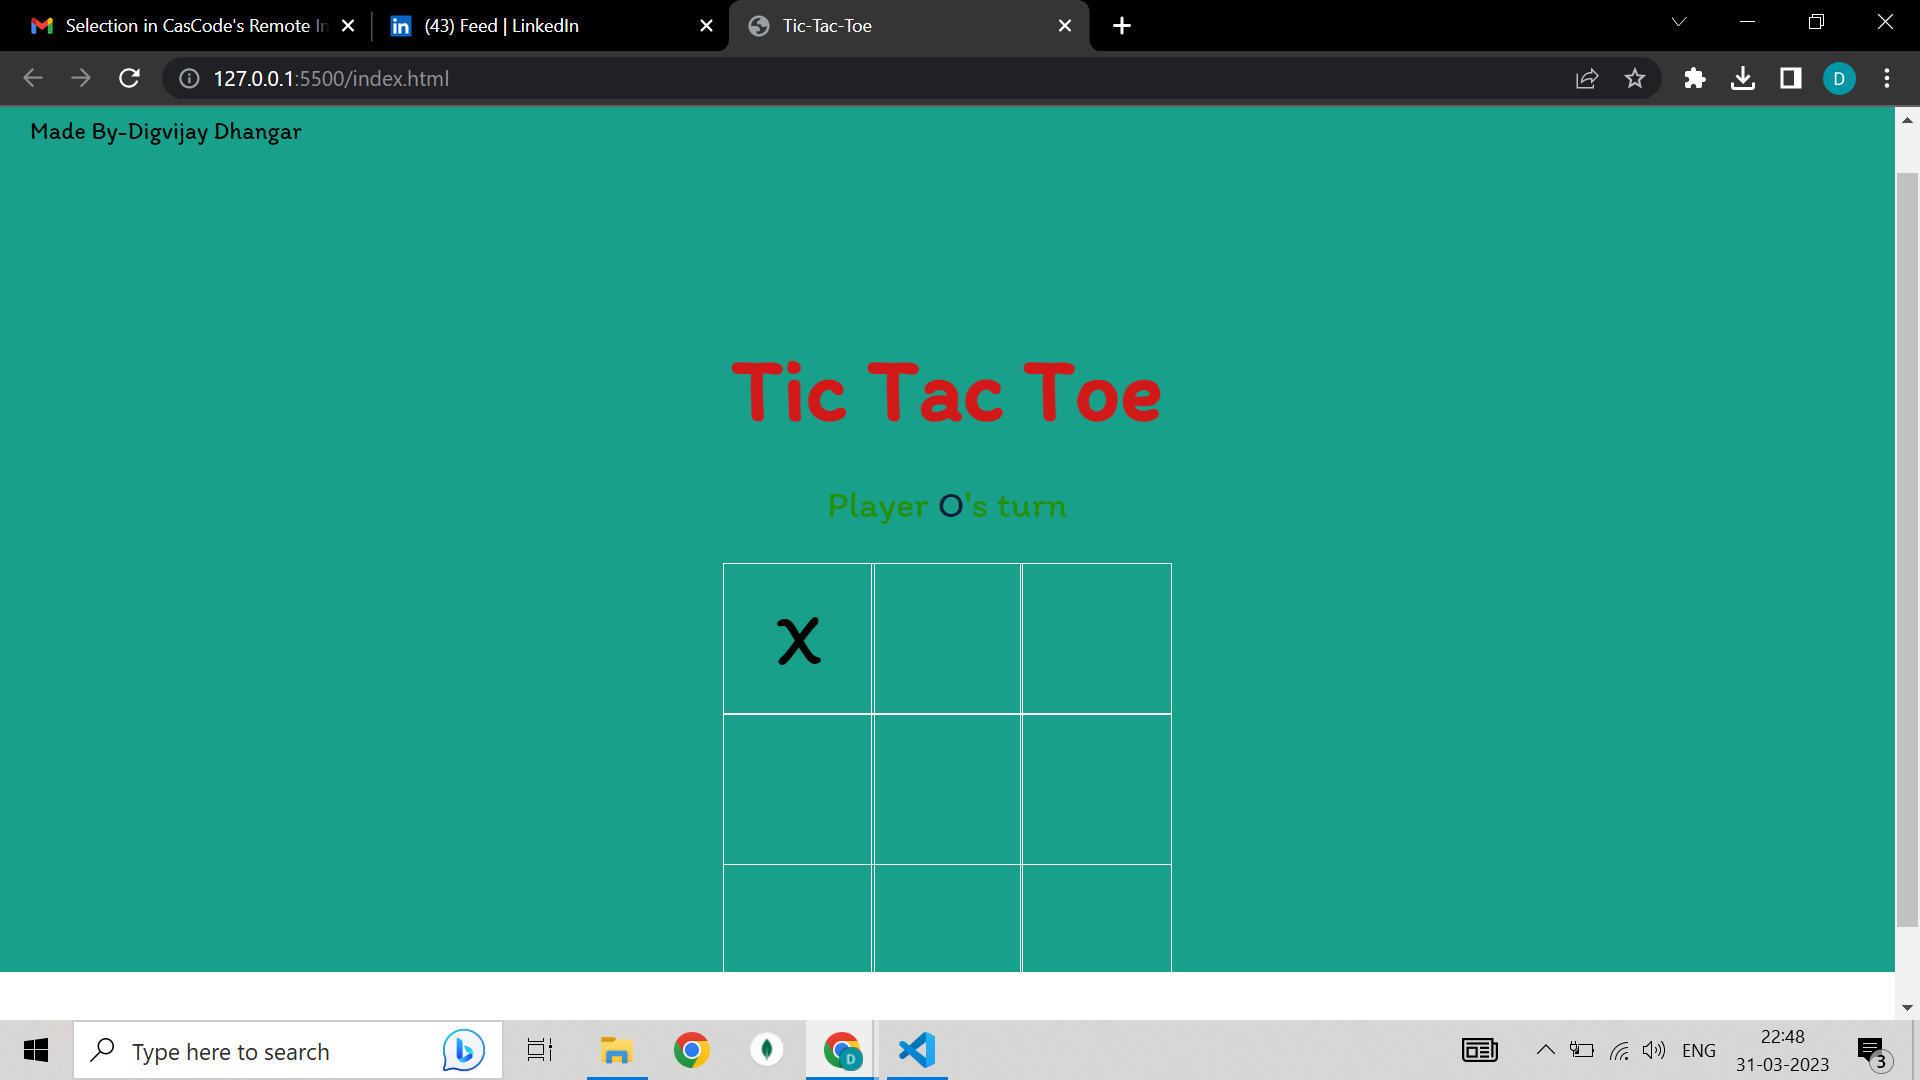 Selection in CasCode's Remote In
(43) Feed | LinkedIn
Tic-Tac-Toe
127.0.0.1:5500/index.html
D
Made By-Digvijay Dhangar
Tic Tac Toe
Player O's turn
X
Type here to search
D
ENG
22:48
31-03-2023
3